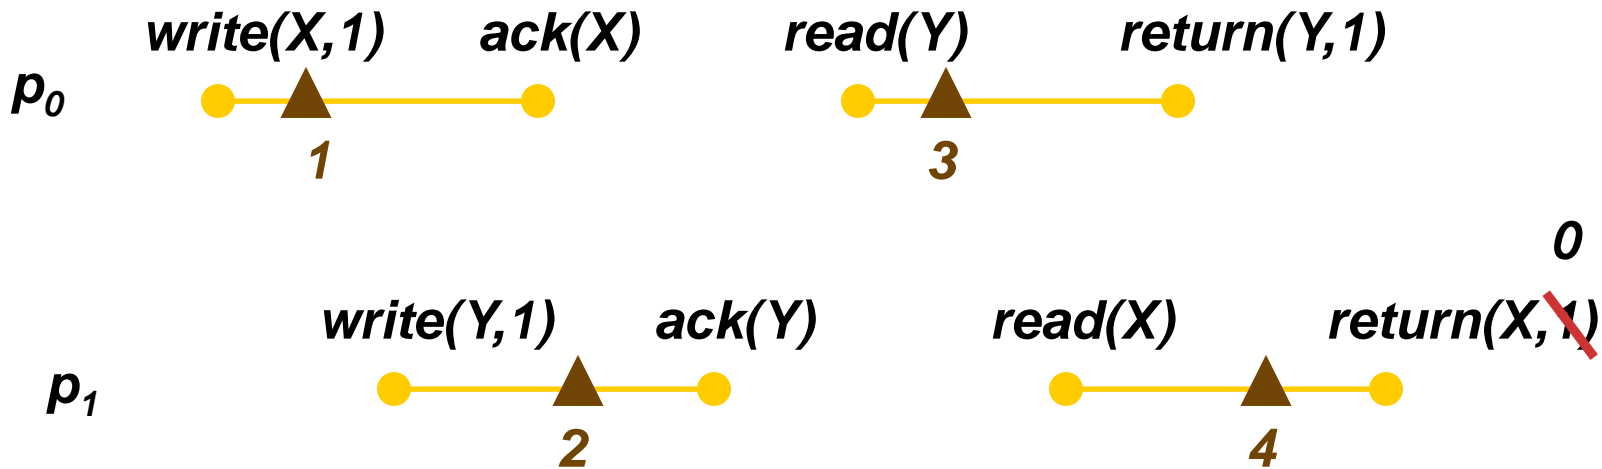 write(X,1) ack(X) read(Y) return(Y,1)
p0
1 3
0
write(Y,1) ack(Y) read(X) return(X,1)
p1
2 4